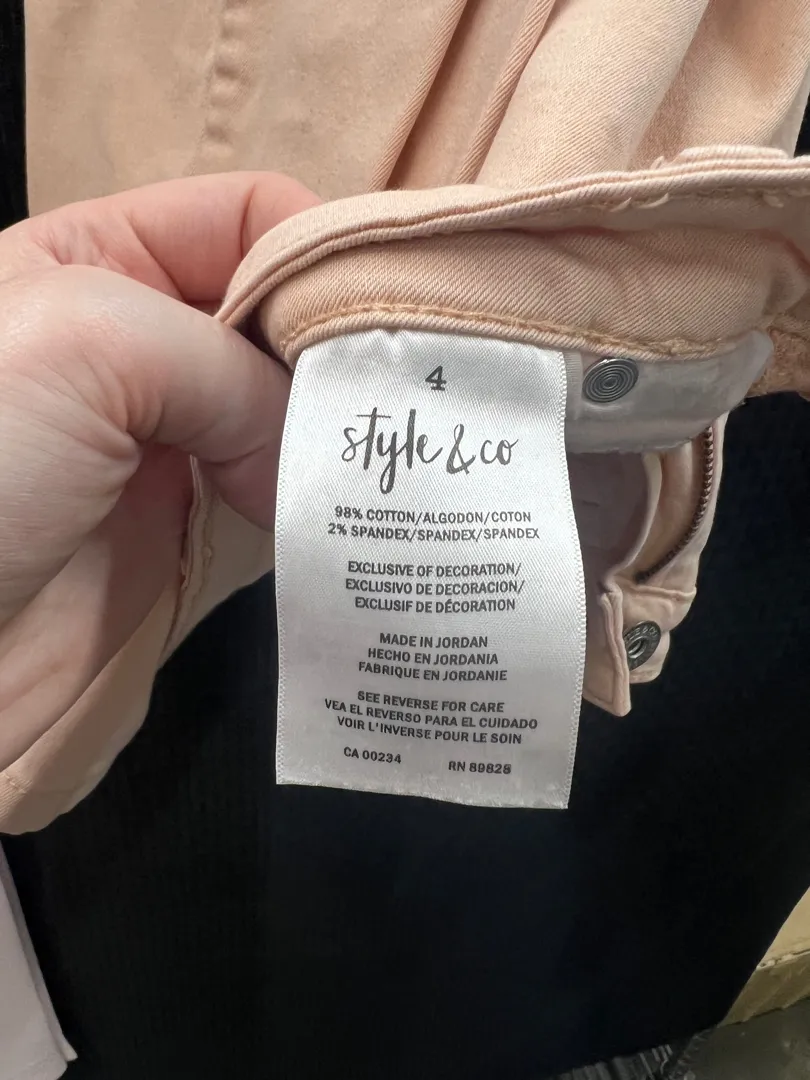 4
style & co
98% COTTON/ALGODON/COTON
2% SPANDEX/SPANDEX/SPANDEX
EXCLUSIVE OF DECORATION/
EXCLUSIVO DE DECORACION/
EXCLUSIF DE DÉCORATION
MADE IN JORDAN
HECHO EN JORDANIA
FABRIQUE EN JORDANIE
SEE REVERSE FOR CARE
VEA EL REVERSO PARA EL CUIDADO
VOIR L'INVERSE POUR LE SOIN
CA 00234 RN 89828